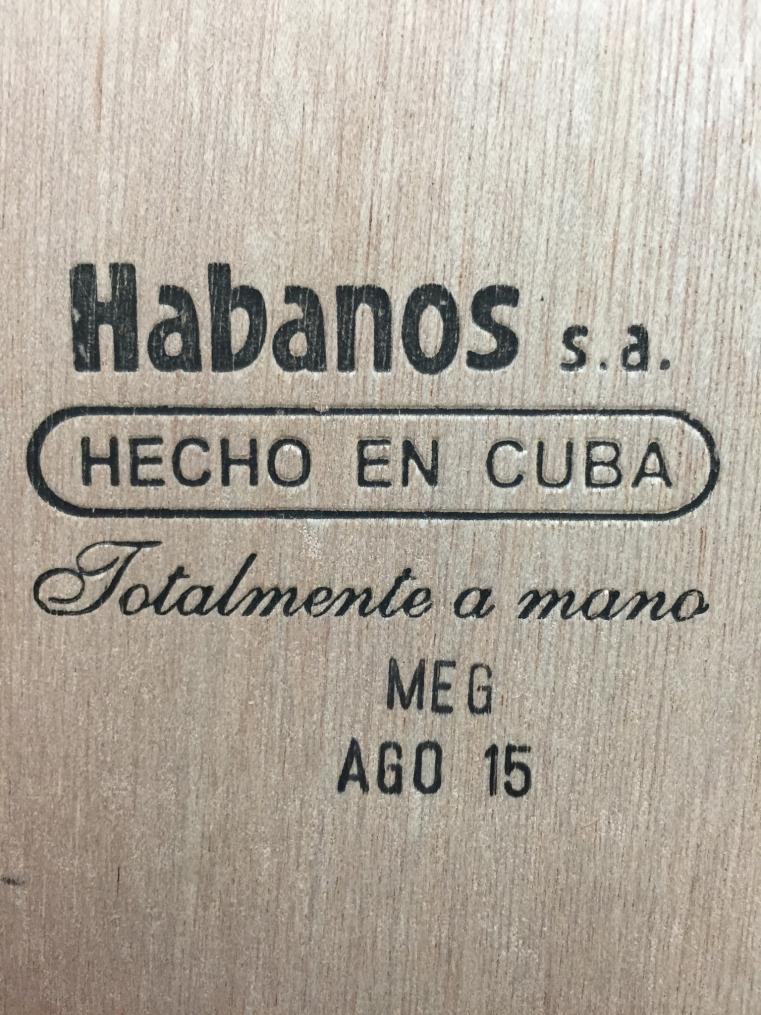 Habanos s.a.
HECHO EN CUBA
Totalmente a mano
MEG
AGO 15